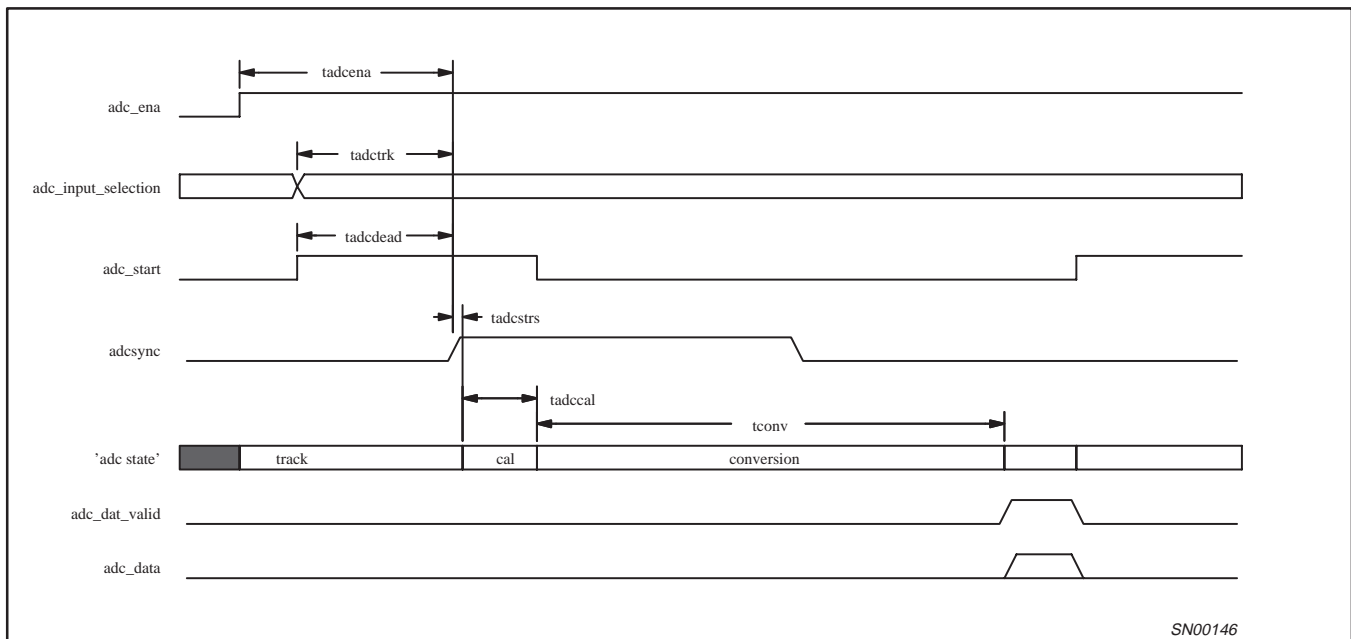 tadcena
adc_ena
tadctrk
adc_input_selection
tadcdead
adc_start
tadcstrs
adcsync
tadccal
tconv
'adc state'
track
cal
conversion
adc_dat_valid
adc_data
SN00146